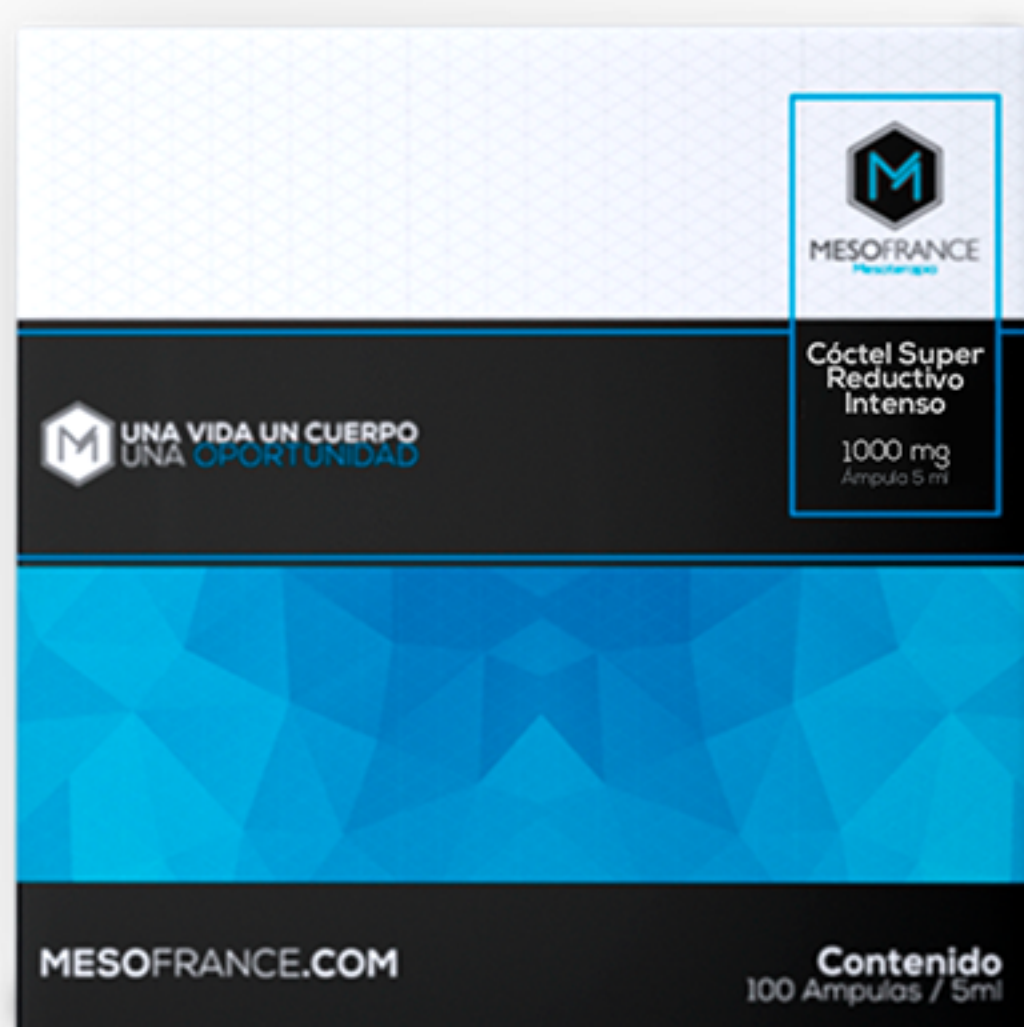 M
MESOFRANCE
Mesoterapia
Cóctel Super
Reductivo
Intenso
1000 mg
Ámpula 5 ml
M
UNA VIDA UN CUERPO
UNA OPORTUNIDAD
MESOFRANCE.COM
Contenido
100 Ampulas / 5ml